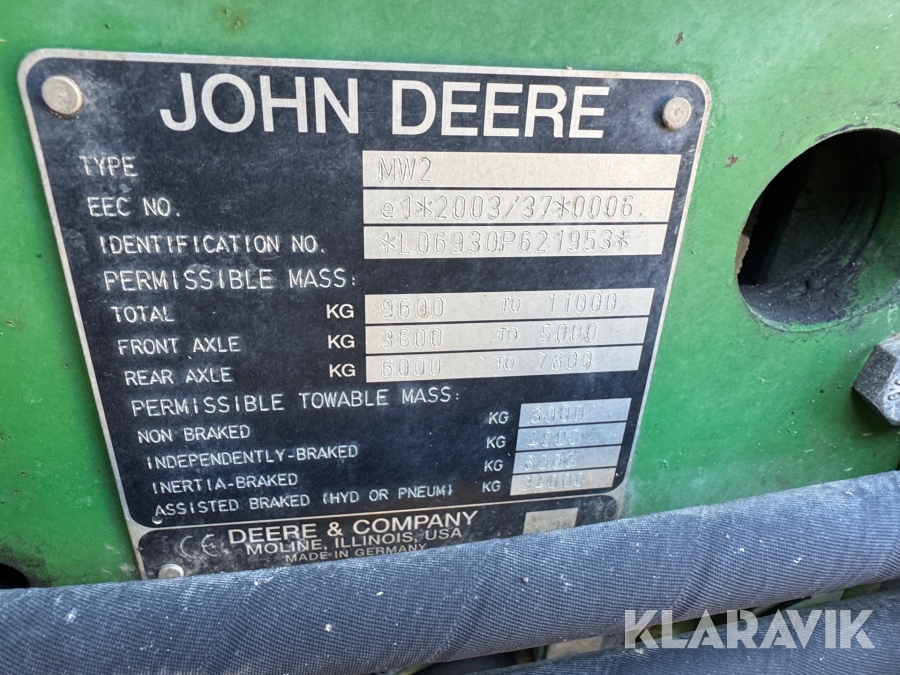 JOHN DEERE
TYPE MW2
EEC NO. e1*2003/37*0006.
IDENTIFICATION NO. *L06930P621953*
PERMISSIBLE MASS:
TOTAL KG 9600 TO 11000
FRONT AXLE KG 3600 TO 5000
REAR AXLE KG 6000 TO 7800
PERMISSIBLE TOWABLE MASS:
NON BRAKED KG 3000
INDEPENDENTLY-BRAKED KG
INERTIA-BRAKED KG
ASSISTED BRAKED (HYD OR PNEUM) KG
CE DEERE & COMPANY
MOLINE, ILLINOIS, USA
MADE IN GERMANY
KLARAVIK